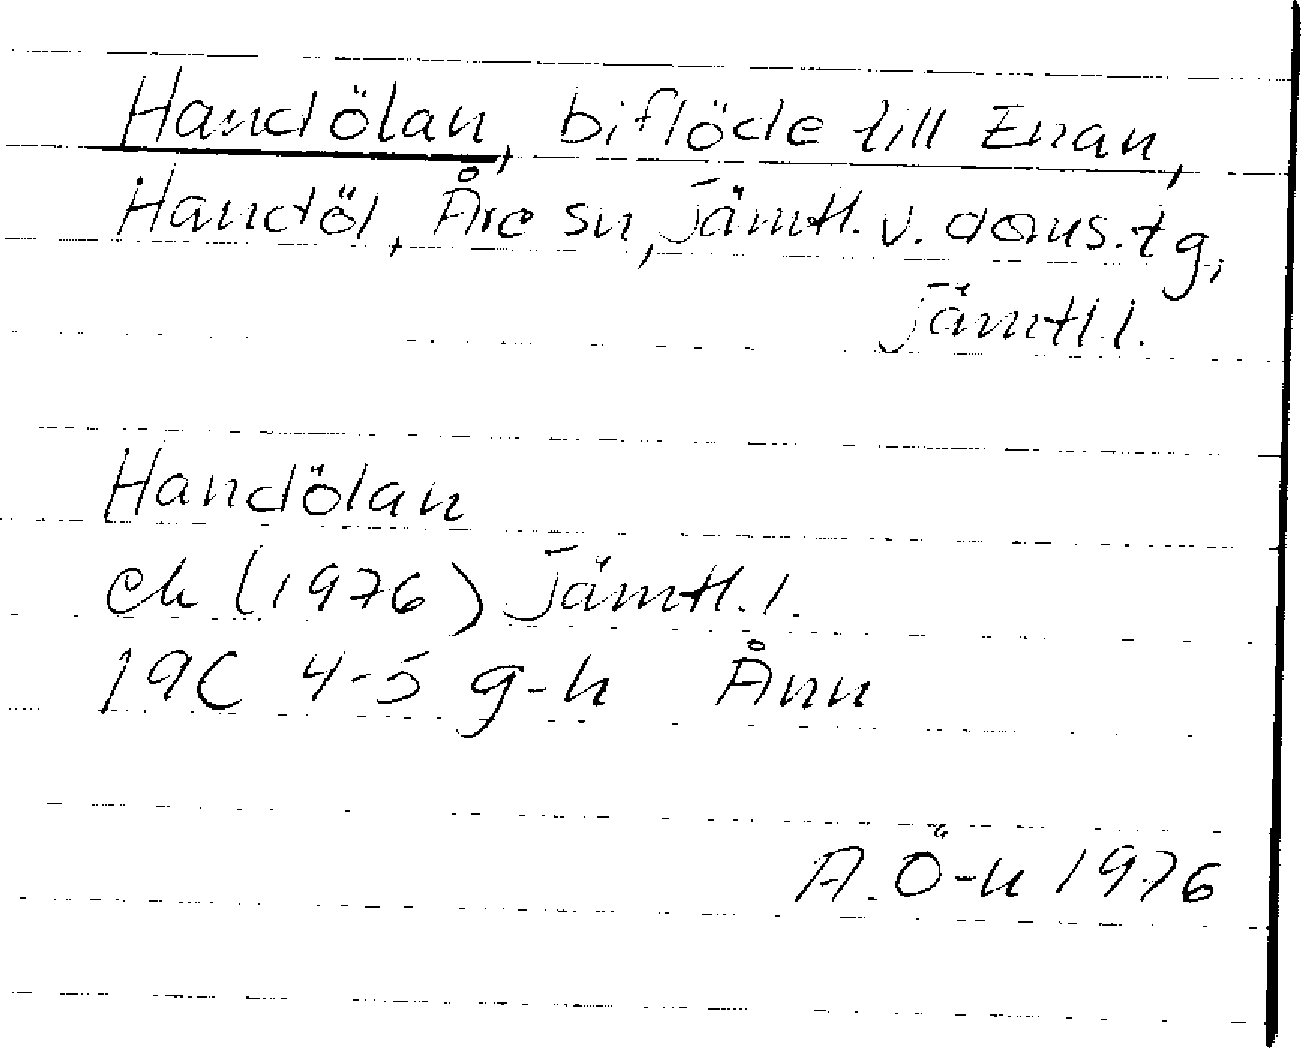 Handölan, biflöde till Enan,
Handöl, Åre sn, Jämtl. v. doms. tg,
Jämtl. l.
Handölan
ek (1976) Jämtl. l.
19C 4-5 g-h Ånn
A. Ö-n 1976